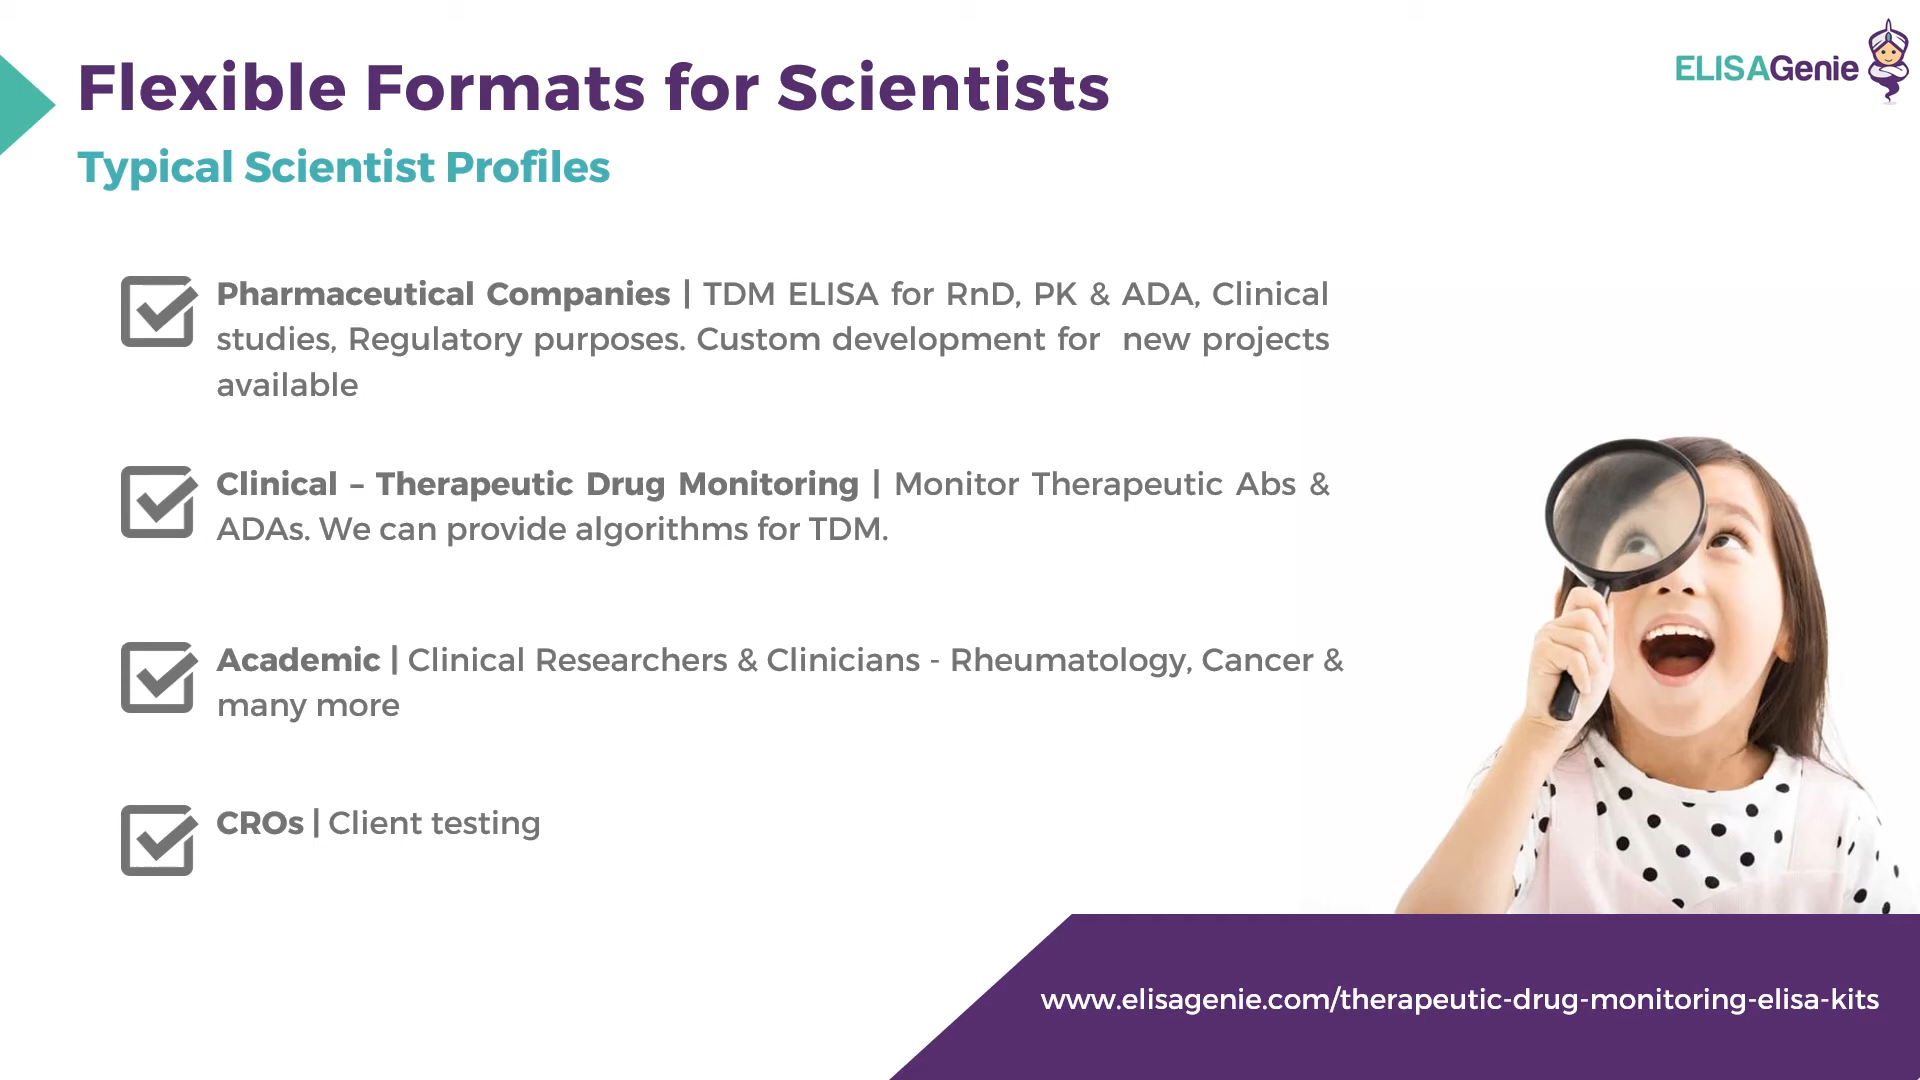 Flexible Formats for Scientists
ELISAGenie
Typical Scientist Profiles
Pharmaceutical Companies | TDM ELISA for RnD, PK & ADA, Clinical
studies, Regulatory purposes. Custom development for new projects
available
Clinical – Therapeutic Drug Monitoring | Monitor Therapeutic Abs &
ADAs. We can provide algorithms for TDM.
Academic | Clinical Researchers & Clinicians - Rheumatology, Cancer &
many more
CROs | Client testing
www.elisagenie.com/therapeutic-drug-monitoring-elisa-kits